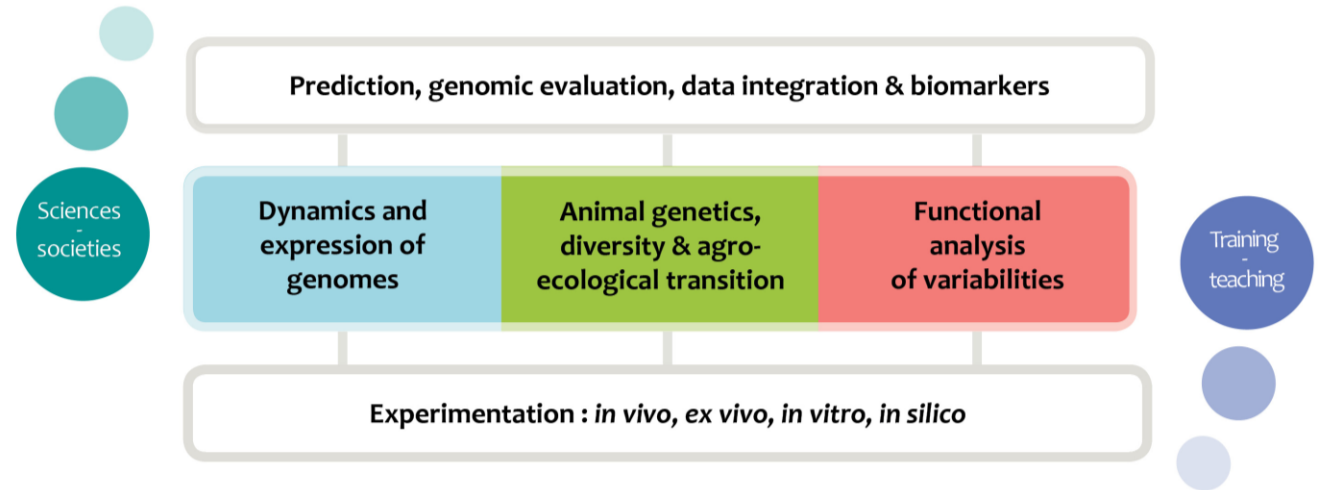 Prediction, genomic evaluation, data integration & biomarkers
Sciences
-
societies
Dynamics and
expression of
genomes
Animal genetics,
diversity & agro-
ecological transition
Functional
analysis
of variabilities
Training
-
teaching
Experimentation : in vivo, ex vivo, in vitro, in silico